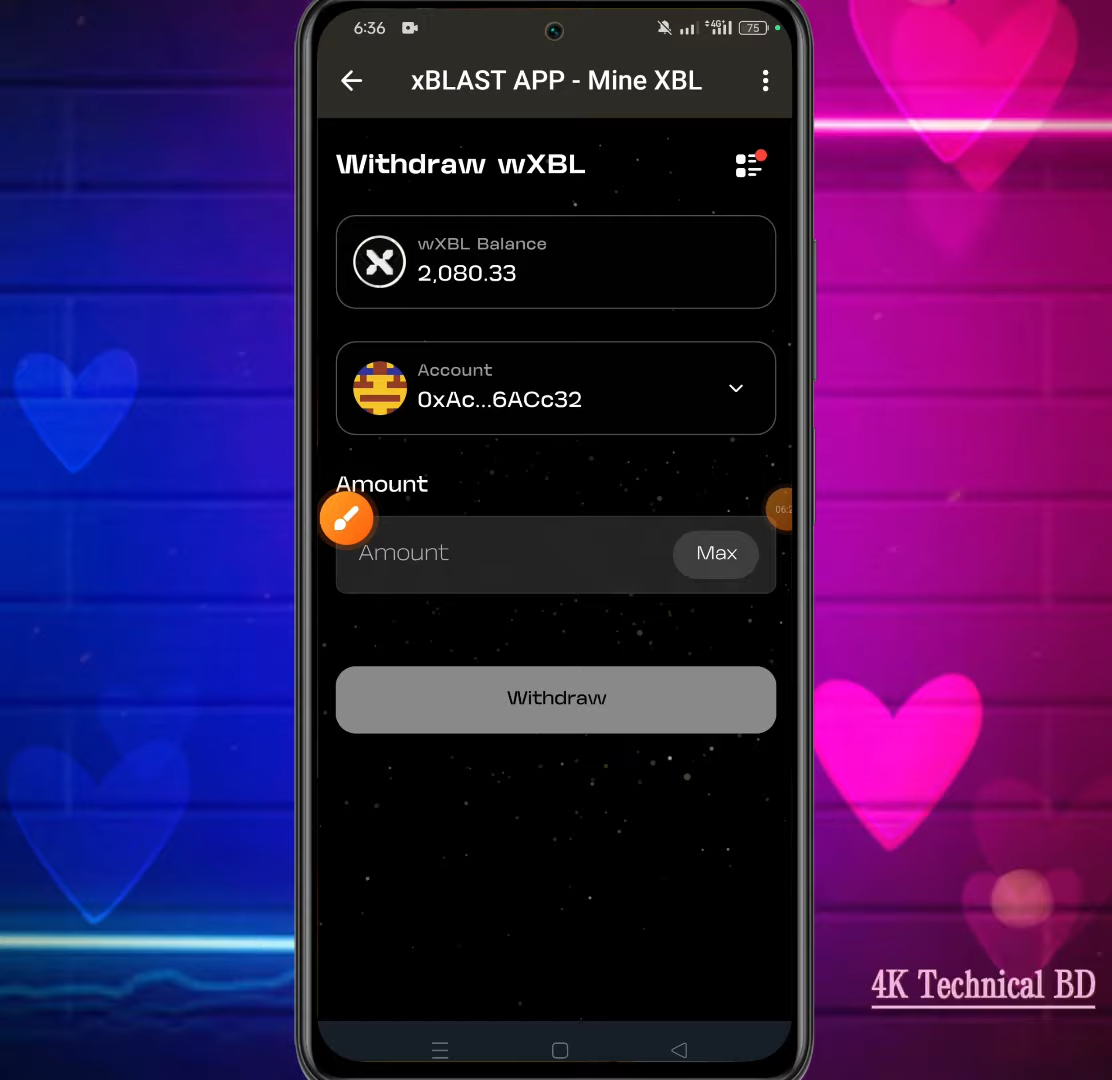 6:36
4G+
75
xBLAST APP - Mine XBL
Withdraw wXBL
wXBL Balance
2,080.33
Account
0xAc...6ACc32
Amount
Amount
Max
Withdraw
4K Technical BD